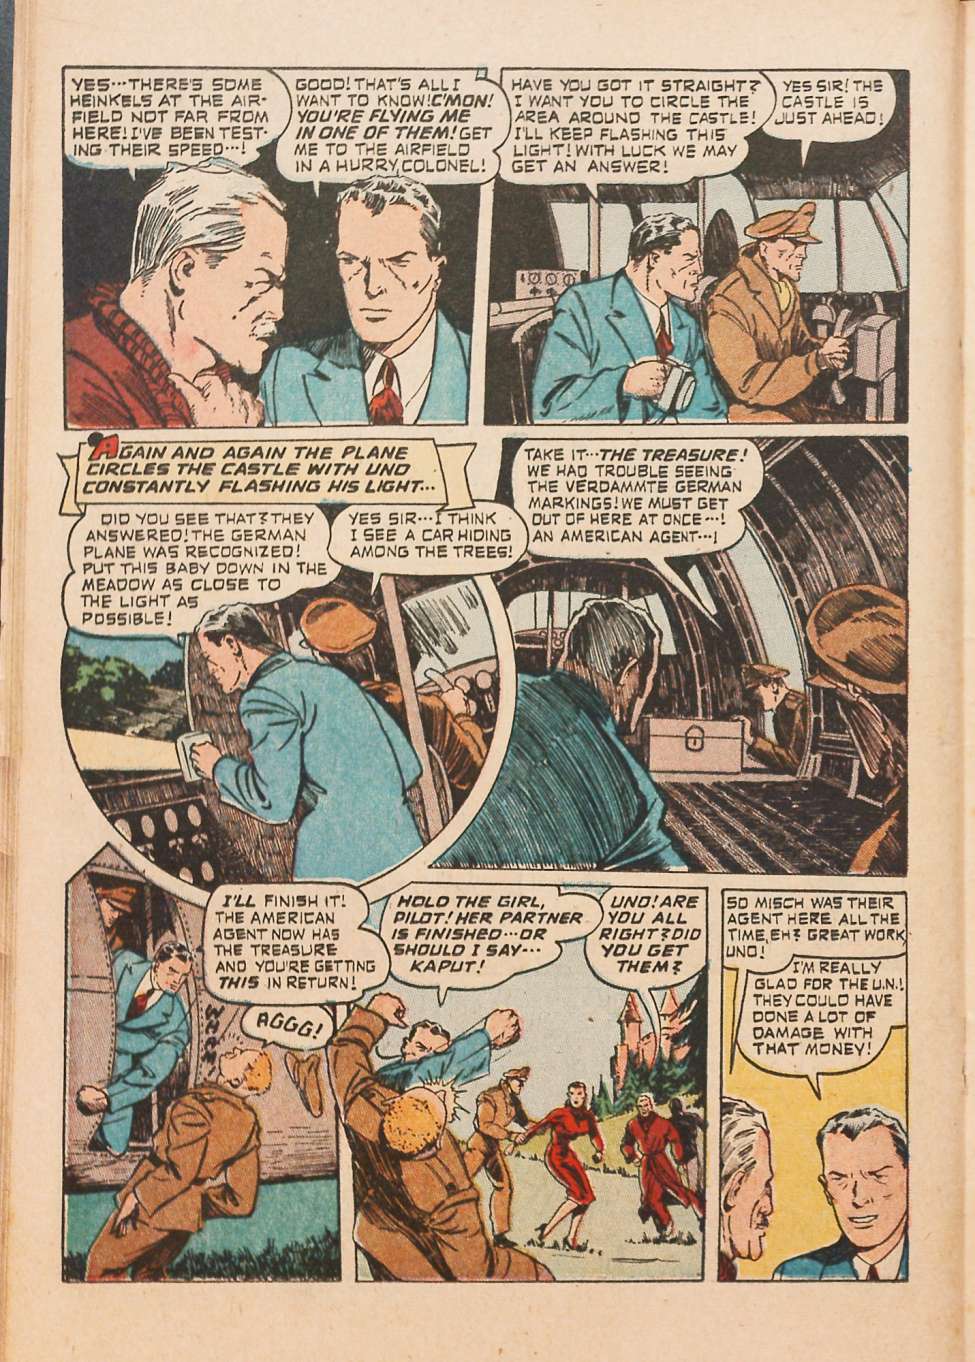 YES---THERE'S SOME
HEINKELS AT THE AIR-
FIELD NOT FAR FROM
HERE! I'VE BEEN TEST-
ING THEIR SPEED---!
GOOD! THAT'S ALL I
WANT TO KNOW! C'MON!
YOU'RE FLYING ME
IN ONE OF THEM! GET
ME TO THE AIRFIELD
IN A HURRY, COLONEL!
HAVE YOU GOT IT STRAIGHT?
I WANT YOU TO CIRCLE THE
AREA AROUND THE CASTLE!
I'LL KEEP FLASHING THIS
LIGHT! WITH LUCK WE MAY
GET AN ANSWER!
YES SIR! THE
CASTLE IS
JUST AHEAD!
AGAIN AND AGAIN THE PLANE
CIRCLES THE CASTLE WITH UNO
CONSTANTLY FLASHING HIS LIGHT...
DID YOU SEE THAT? THEY
ANSWERED! THE GERMAN
PLANE WAS RECOGNIZED!
PUT THIS BABY DOWN IN THE
MEADOW AS CLOSE TO
THE LIGHT AS
POSSIBLE!
YES SIR---I THINK
I SEE A CAR HIDING
AMONG THE TREES!
TAKE IT---THE TREASURE!
WE HAD TROUBLE SEEING
THE VERDAMMTE GERMAN
MARKINGS! WE MUST GET
OUT OF HERE AT ONCE---!
AN AMERICAN AGENT---!
I'LL FINISH IT!
THE AMERICAN
AGENT NOW HAS
THE TREASURE
AND YOU'RE GETTING
THIS IN RETURN!
WHAM
AGGG!
HOLD THE GIRL,
PILOT! HER PARTNER
IS FINISHED---OR
SHOULD I SAY---
KAPUT!
UNO! ARE
YOU ALL
RIGHT? DID
YOU GET
THEM?
SO MISCH WAS THEIR
AGENT HERE ALL THE
TIME, EH? GREAT WORK,
UNO!
I'M REALLY
GLAD FOR THE U.N.!
THEY COULD HAVE
DONE A LOT OF
DAMAGE WITH
THAT MONEY!